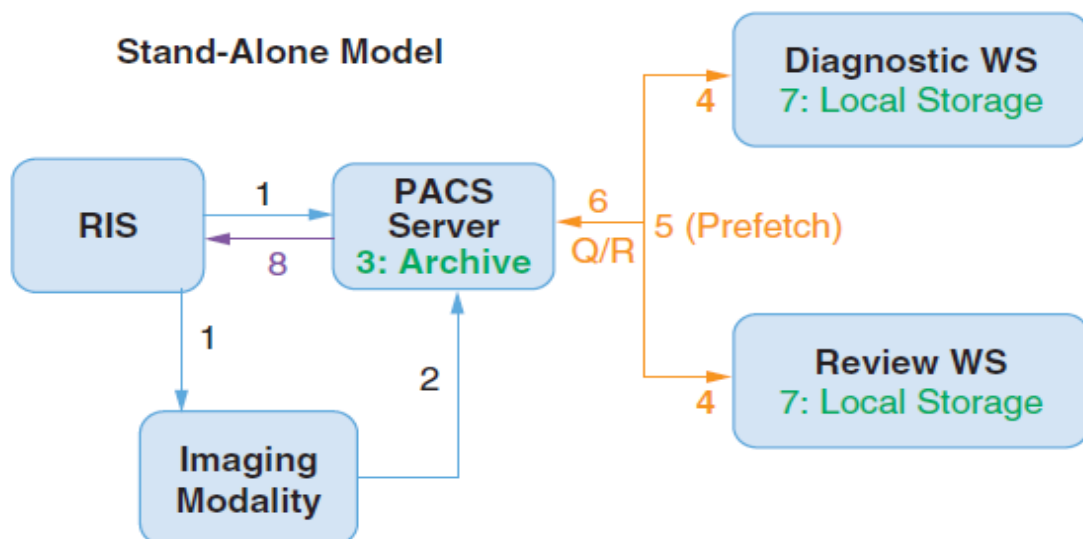 Stand-Alone Model
Diagnostic WS
7: Local Storage
4
RIS
1
8
PACS
Server
3: Archive
6
Q/R
5 (Prefetch)
1
2
Imaging
Modality
Review WS
7: Local Storage
4